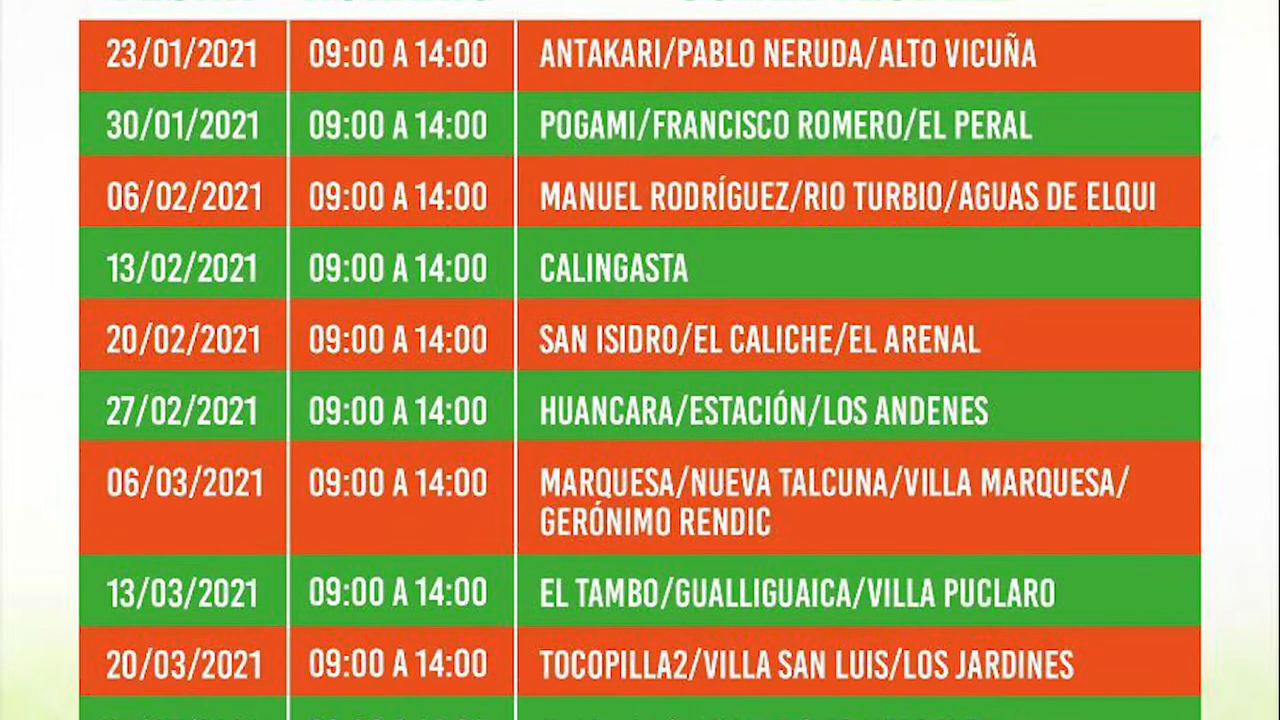 23/01/2021 09:00 A 14:00 ANTAKARI/PABLO NERUDA/ALTO VICUÑA
30/01/2021 09:00 A 14:00 POGAMI/FRANCISCO ROMERO/EL PERAL
06/02/2021 09:00 A 14:00 MANUEL RODRÍGUEZ/RIO TURBIO/AGUAS DE ELQUI
13/02/2021 09:00 A 14:00 CALINGASTA
20/02/2021 09:00 A 14:00 SAN ISIDRO/EL CALICHE/EL ARENAL
27/02/2021 09:00 A 14:00 HUANCARA/ESTACIÓN/LOS ANDENES
06/03/2021 09:00 A 14:00 MARQUESA/NUEVA TALCUNA/VILLA MARQUESA/
GERÓNIMO RENDIC
13/03/2021 09:00 A 14:00 EL TAMBO/GUALLIGUAICA/VILLA PUCLARO
20/03/2021 09:00 A 14:00 TOCOPILLA2/VILLA SAN LUIS/LOS JARDINES